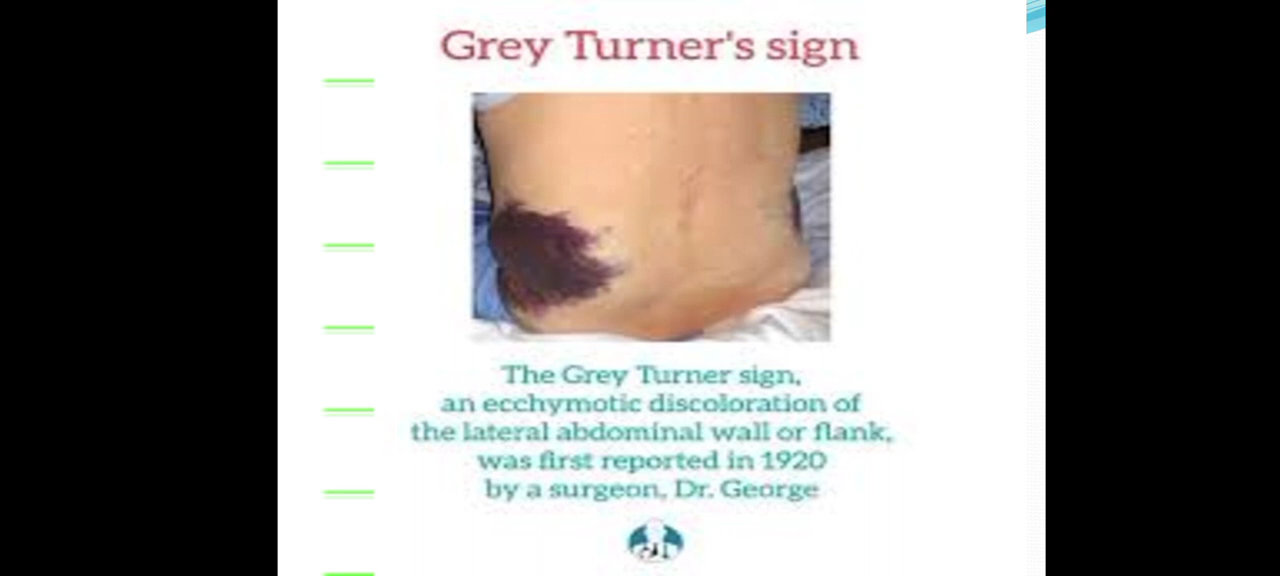 Grey Turner's sign
The Grey Turner sign,
an ecchymotic discoloration of
the lateral abdominal wall or flank,
was first reported in 1920
by a surgeon, Dr. George